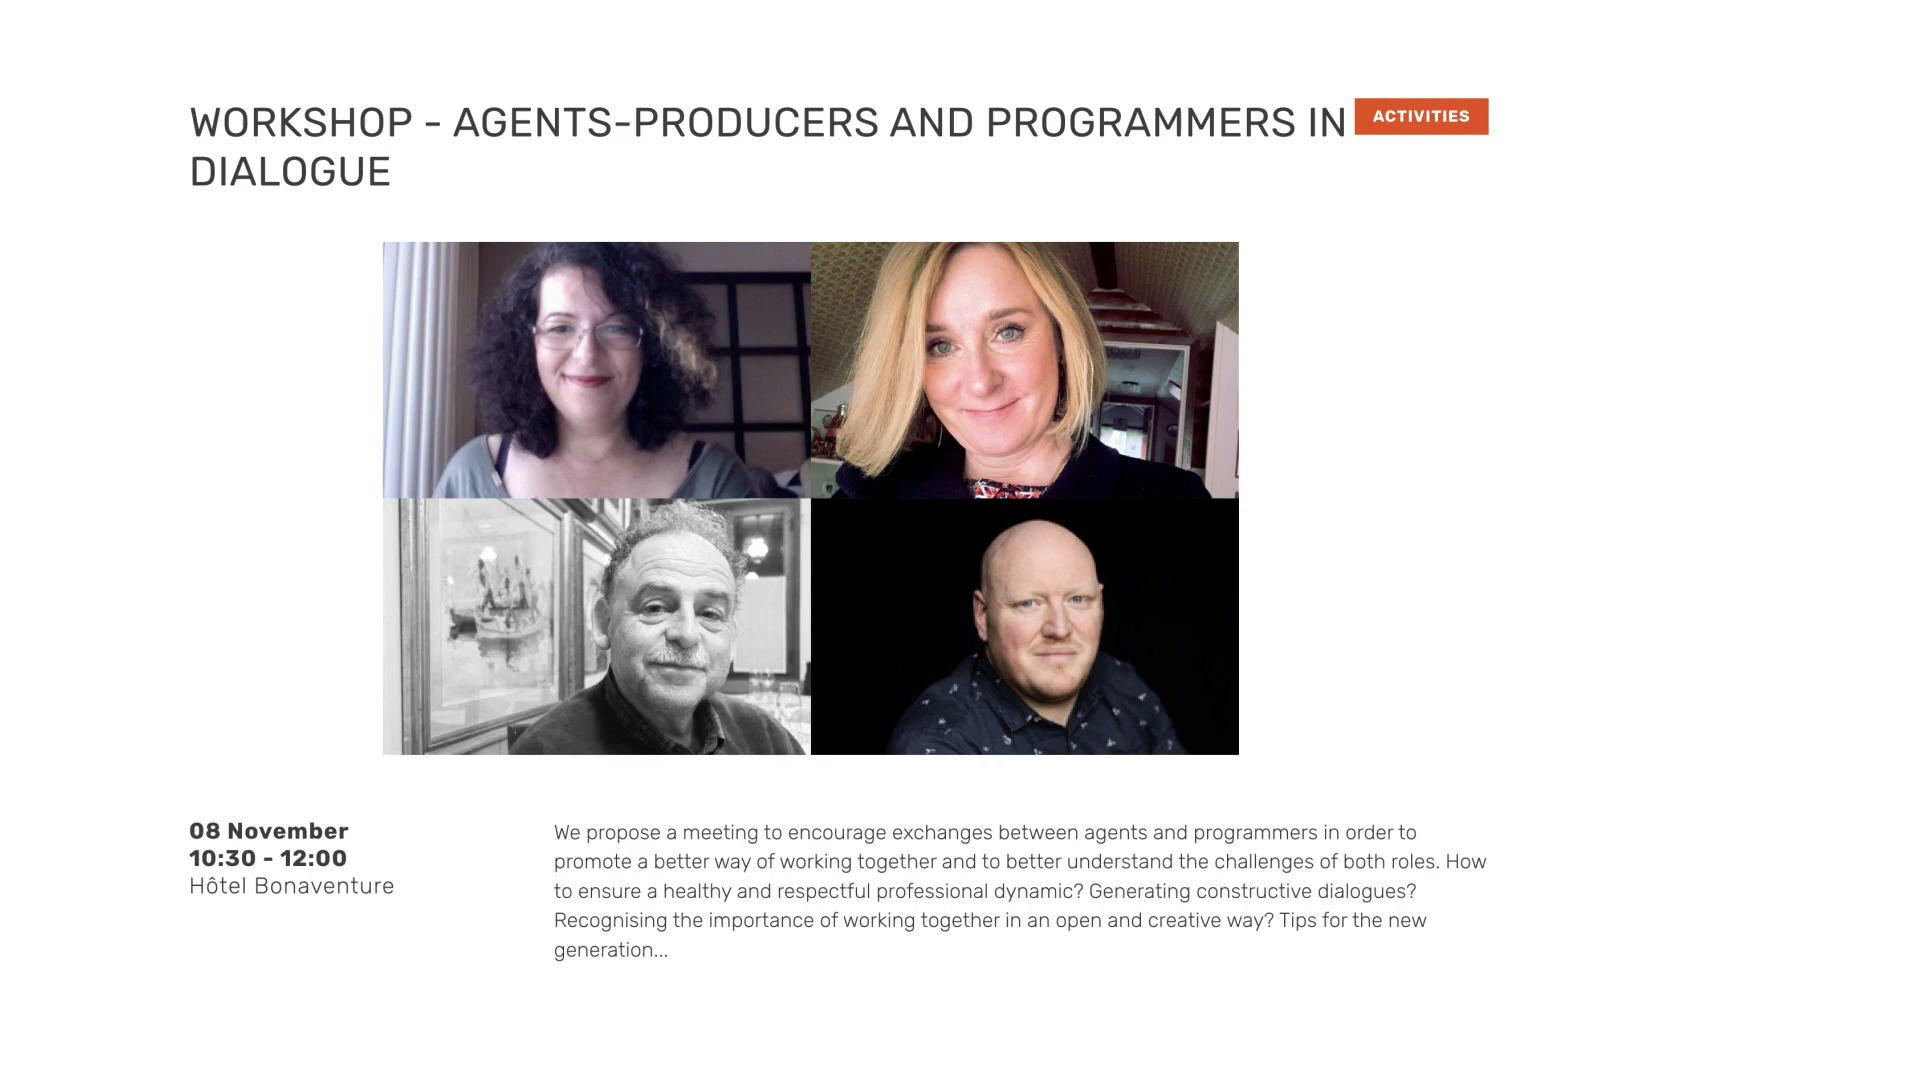 WORKSHOP - AGENTS-PRODUCERS AND PROGRAMMERS IN
DIALOGUE
ACTIVITIES
08 November
10:30 - 12:00
Hôtel Bonaventure
We propose a meeting to encourage exchanges between agents and programmers in order to
promote a better way of working together and to better understand the challenges of both roles. How
to ensure a healthy and respectful professional dynamic? Generating constructive dialogues?
Recognising the importance of working together in an open and creative way? Tips for the new
generation...